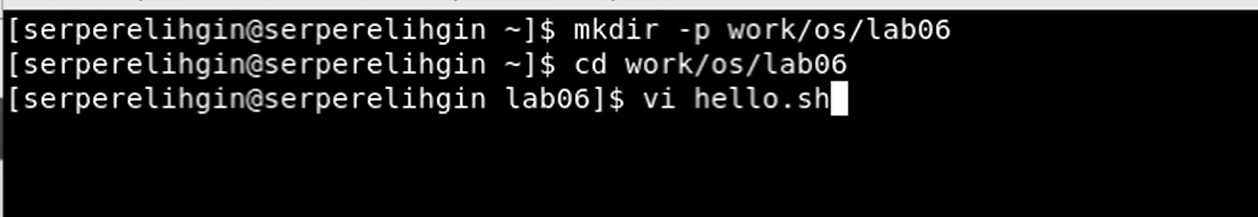 [serperelihgin@serperelihgin ~]$ mkdir -p work/os/lab06
[serperelihgin@serperelihgin ~]$ cd work/os/lab06
[serperelihgin@serperelihgin lab06]$ vi hello.sh